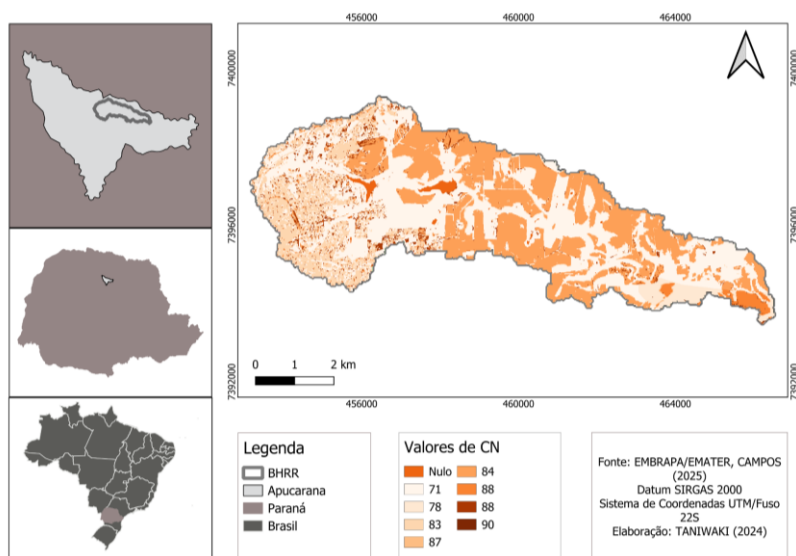 456000 460000 464000
7400000 7400000
7396000 7396000
7392000 7392000
0 1 2 km
456000 460000 464000
Legenda
BHRR
Apucarana
Paraná
Brasil
Valores de CN
Nulo
71
78
83
87
84
88
88
90
Fonte: EMBRAPA/EMATER, CAMPOS
(2025)
Datum SIRGAS 2000
Sistema de Coordenadas UTM/Fuso
22S
Elaboração: TANIWAKI (2024)